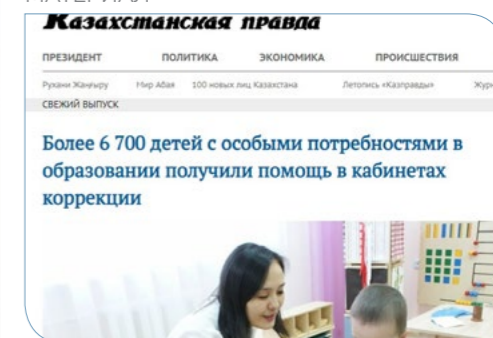 Казахстанская правда
ПРЕЗИДЕНТ ПОЛИТИКА ЭКОНОМИКА ПРОИСШЕСТВИЯ
Рухани Жаңғыру Мир Абая 100 новых лиц Казахстана Летопись «Казправды» Жур
СВЕЖИЙ ВЫПУСК
Более 6 700 детей с особыми потребностями в
образовании получили помощь в кабинетах
коррекции